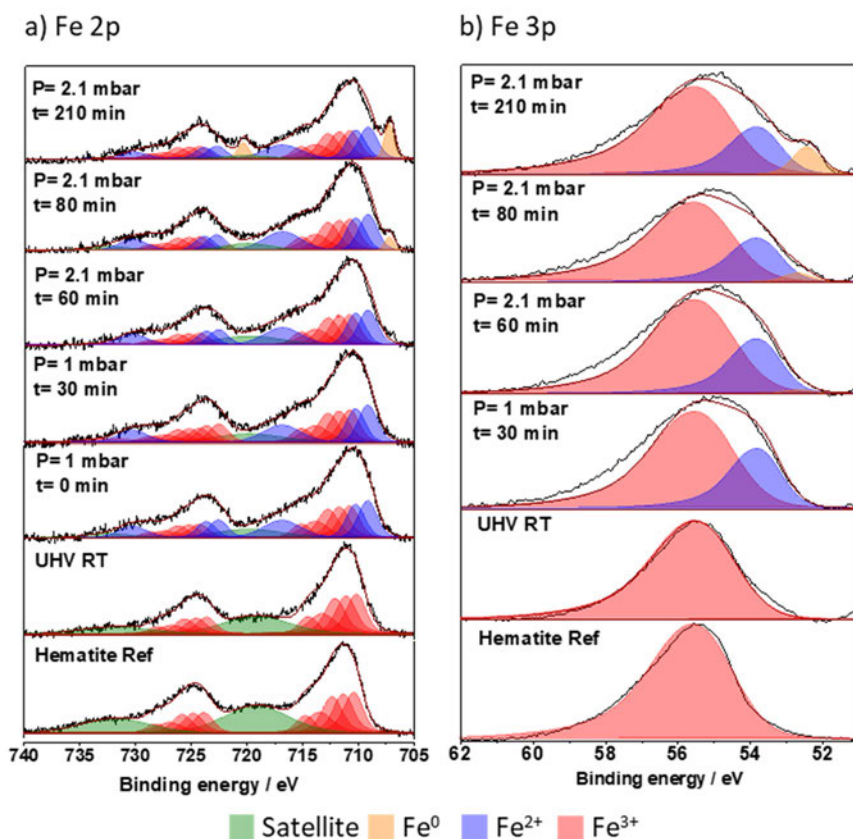 a) Fe 2p
P= 2.1 mbar
t= 210 min
P= 2.1 mbar
t= 80 min
P= 2.1 mbar
t= 60 min
P= 1 mbar
t= 30 min
P= 1 mbar
t= 0 min
UHV RT
Hematite Ref
740 735 730 725 720 715 710 705
Binding energy / eV
b) Fe 3p
P= 2.1 mbar
t= 210 min
P= 2.1 mbar
t= 80 min
P= 2.1 mbar
t= 60 min
P= 1 mbar
t= 30 min
UHV RT
Hematite Ref
62 60 58 56 54 52
Binding energy / eV
Satellite Fe⁰ Fe²⁺ Fe³⁺